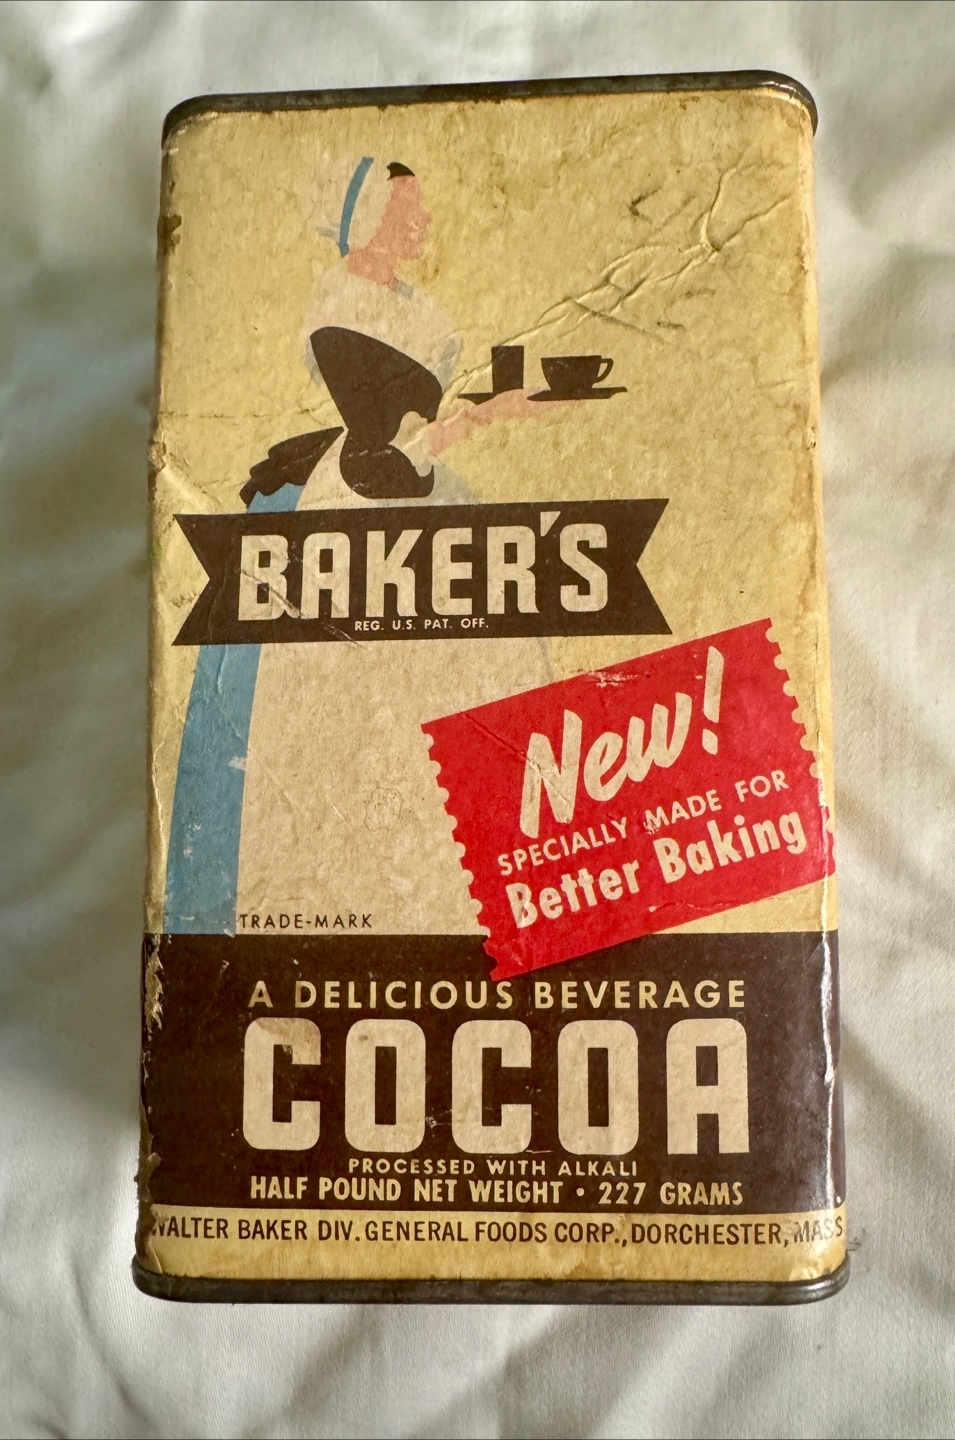 BAKER'S
REG. U.S. PAT. OFF.
New!
SPECIALLY MADE FOR
Better Baking
TRADE-MARK
A DELICIOUS BEVERAGE
COCOA
PROCESSED WITH ALKALI
HALF POUND NET WEIGHT • 227 GRAMS
WALTER BAKER DIV. GENERAL FOODS CORP., DORCHESTER, MASS